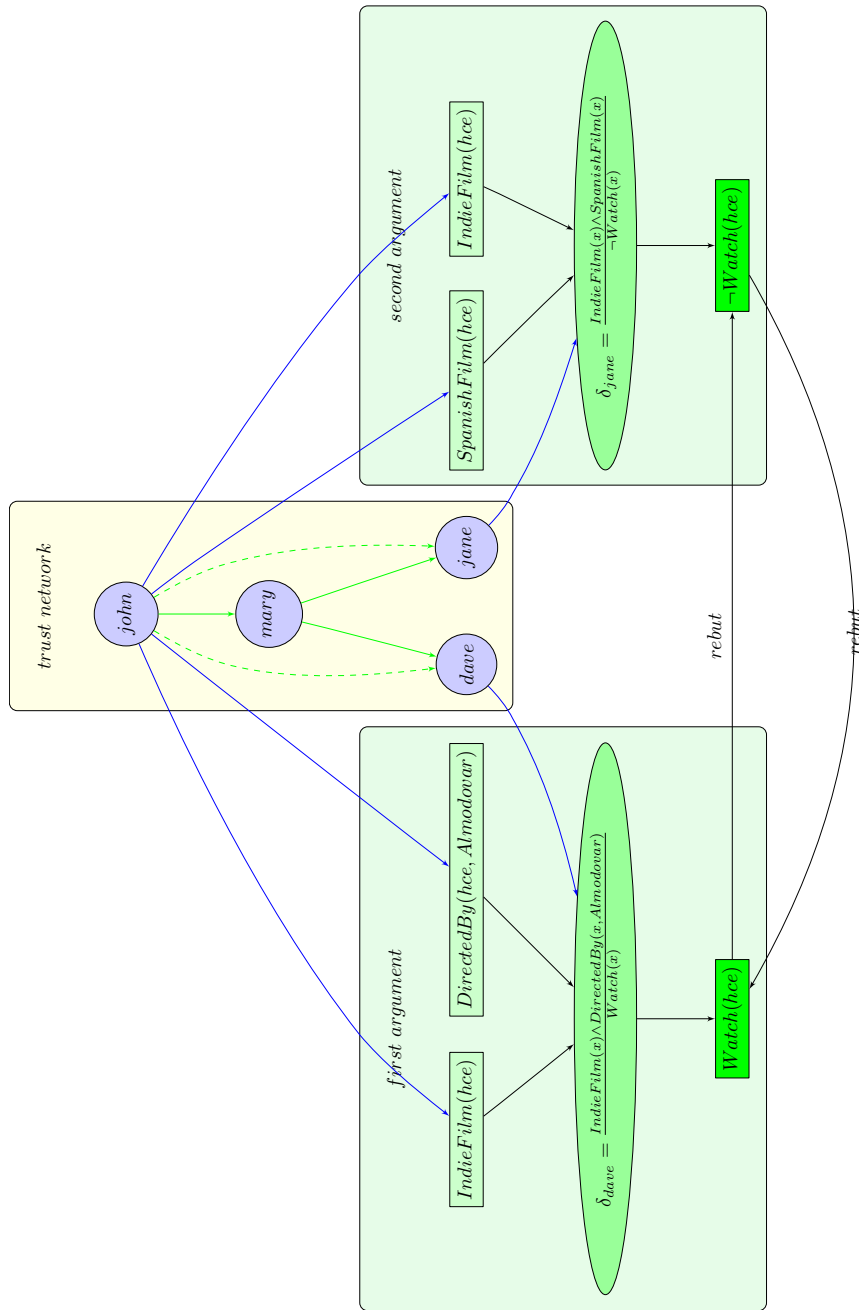 trust network
john
mary
dave
jane
first argument
IndieFilm(hce)
DirectedBy(hce, Almodovar)
δ_dave = IndieFilm(x)∧DirectedBy(x,Almodovar)
Watch(x)
Watch(hce)
second argument
SpanishFilm(hce)
IndieFilm(hce)
δ_jane = IndieFilm(x)∧SpanishFilm(x)
¬Watch(x)
¬Watch(hce)
rebut
rebut